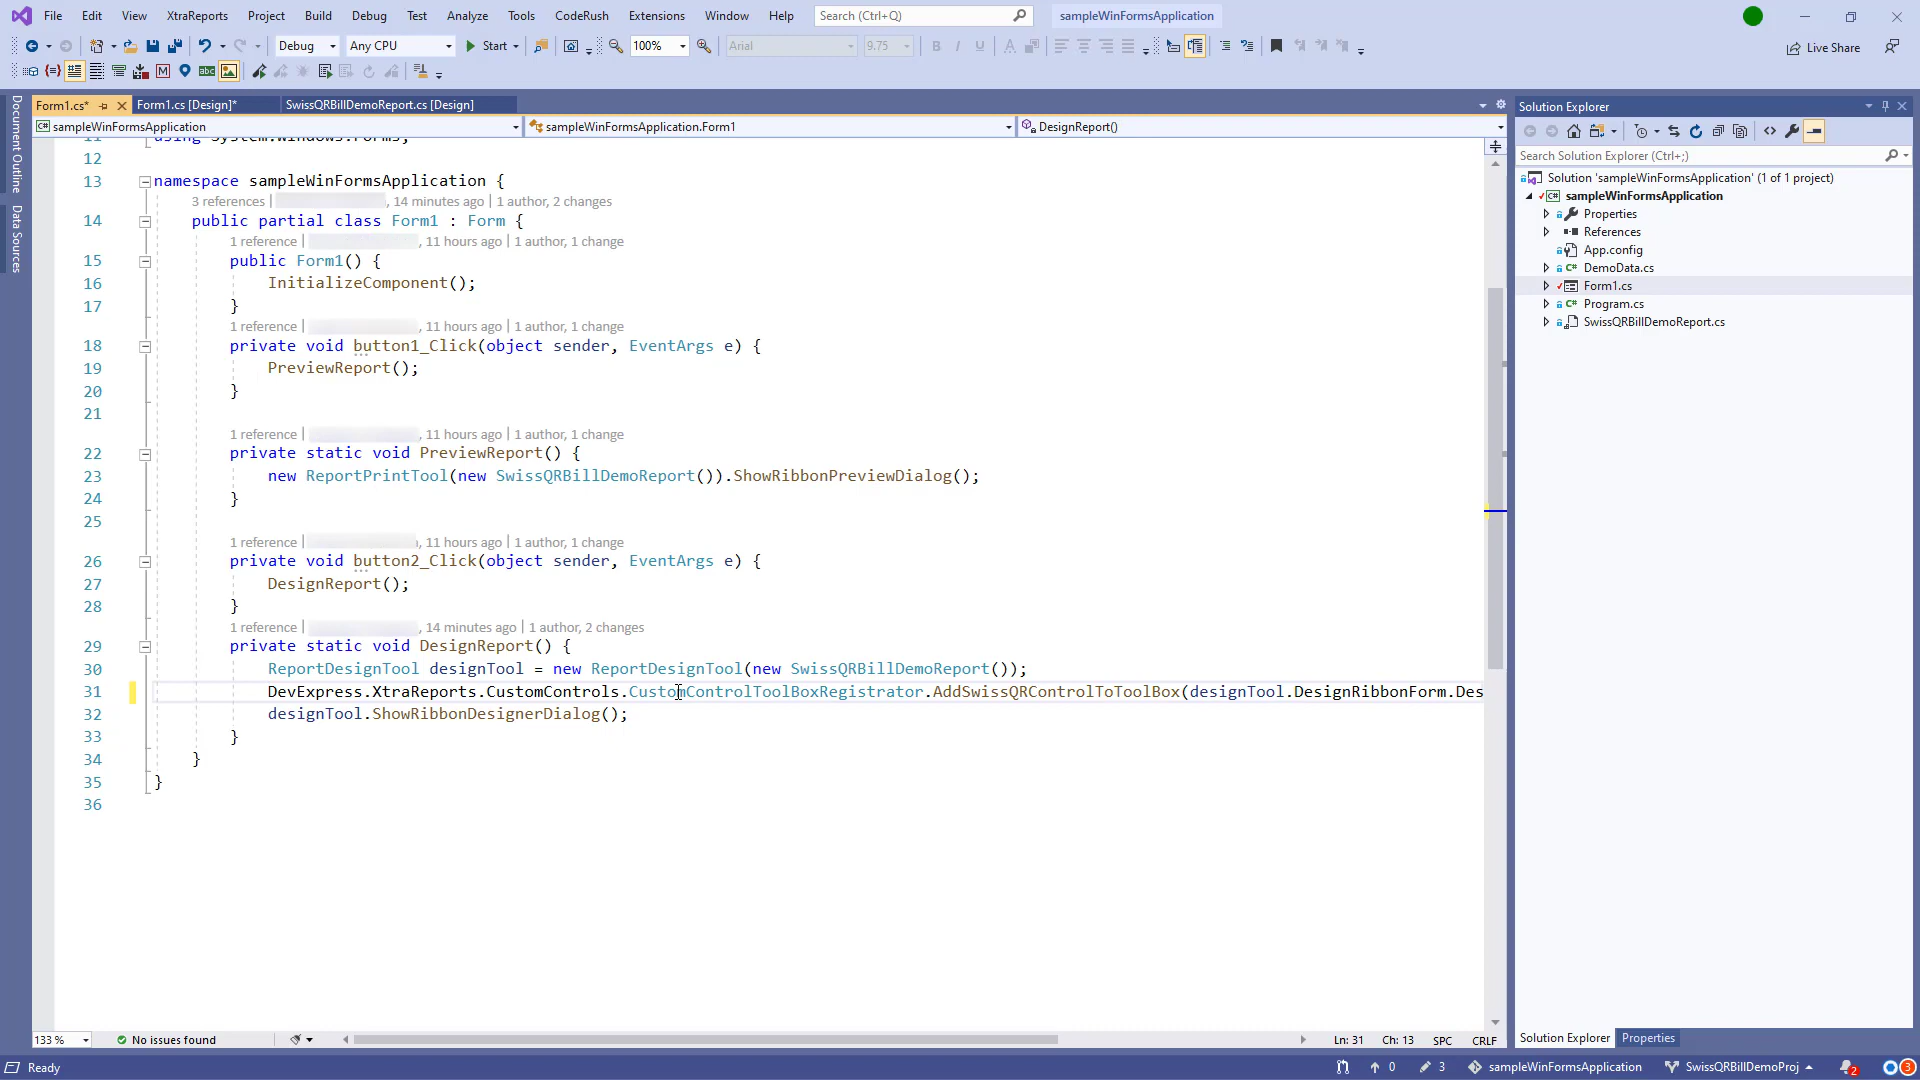 File Edit View XtraReports Project Build Debug Test Analyze Tools CodeRush Extensions Window Help Search (Ctrl+Q) sampleWinFormsApplication
Debug Any CPU Start 100% Arial 9.75 Live Share
Form1.cs* Form1.cs [Design]* SwissQRBillDemoReport.cs [Design]
sampleWinFormsApplication sampleWinFormsApplication.Form1 DesignReport()
Document Outline
Data Sources
11 using System.Windows.Forms;
12
13 namespace sampleWinFormsApplication {
3 references | , 14 minutes ago | 1 author, 2 changes
14 public partial class Form1 : Form {
1 reference | , 11 hours ago | 1 author, 1 change
15 public Form1() {
16 InitializeComponent();
17 }
1 reference | , 11 hours ago | 1 author, 1 change
18 private void button1_Click(object sender, EventArgs e) {
19 PreviewReport();
20 }
21
1 reference | , 11 hours ago | 1 author, 1 change
22 private static void PreviewReport() {
23 new ReportPrintTool(new SwissQRBillDemoReport()).ShowRibbonPreviewDialog();
24 }
25
1 reference | , 11 hours ago | 1 author, 1 change
26 private void button2_Click(object sender, EventArgs e) {
27 DesignReport();
28 }
1 reference | , 14 minutes ago | 1 author, 2 changes
29 private static void DesignReport() {
30 ReportDesignTool designTool = new ReportDesignTool(new SwissQRBillDemoReport());
31 DevExpress.XtraReports.CustomControls.CustomControlToolBoxRegistrator.AddSwissQRControlToToolBox(designTool.DesignRibbonForm.Des
32 designTool.ShowRibbonDesignerDialog();
33 }
34 }
35 }
36
133 % No issues found Ln: 31 Ch: 13 SPC CRLF
Solution Explorer
Search Solution Explorer (Ctrl+;)
Solution 'sampleWinFormsApplication' (1 of 1 project)
sampleWinFormsApplication
Properties
References
App.config
DemoData.cs
Form1.cs
Program.cs
SwissQRBillDemoReport.cs
Solution Explorer Properties
Ready 0 3 sampleWinFormsApplication SwissQRBillDemoProj 2 3